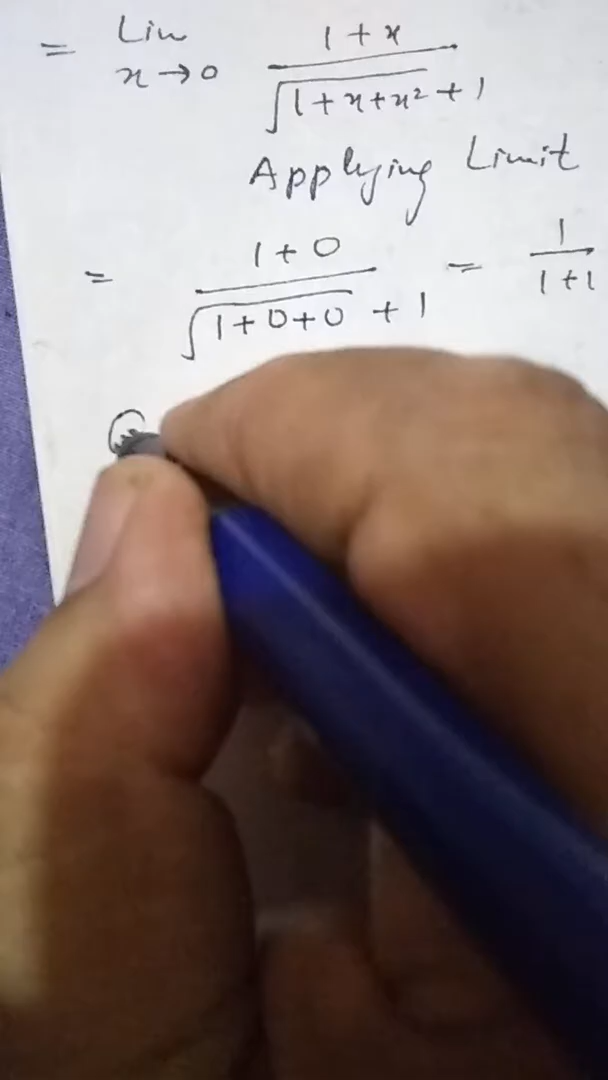 = Lim x→0 (1+x)/(√(1+x+x²)+1)
Applying Limit
= (1+0)/(√(1+0+0)+1) = 1/(1+1)